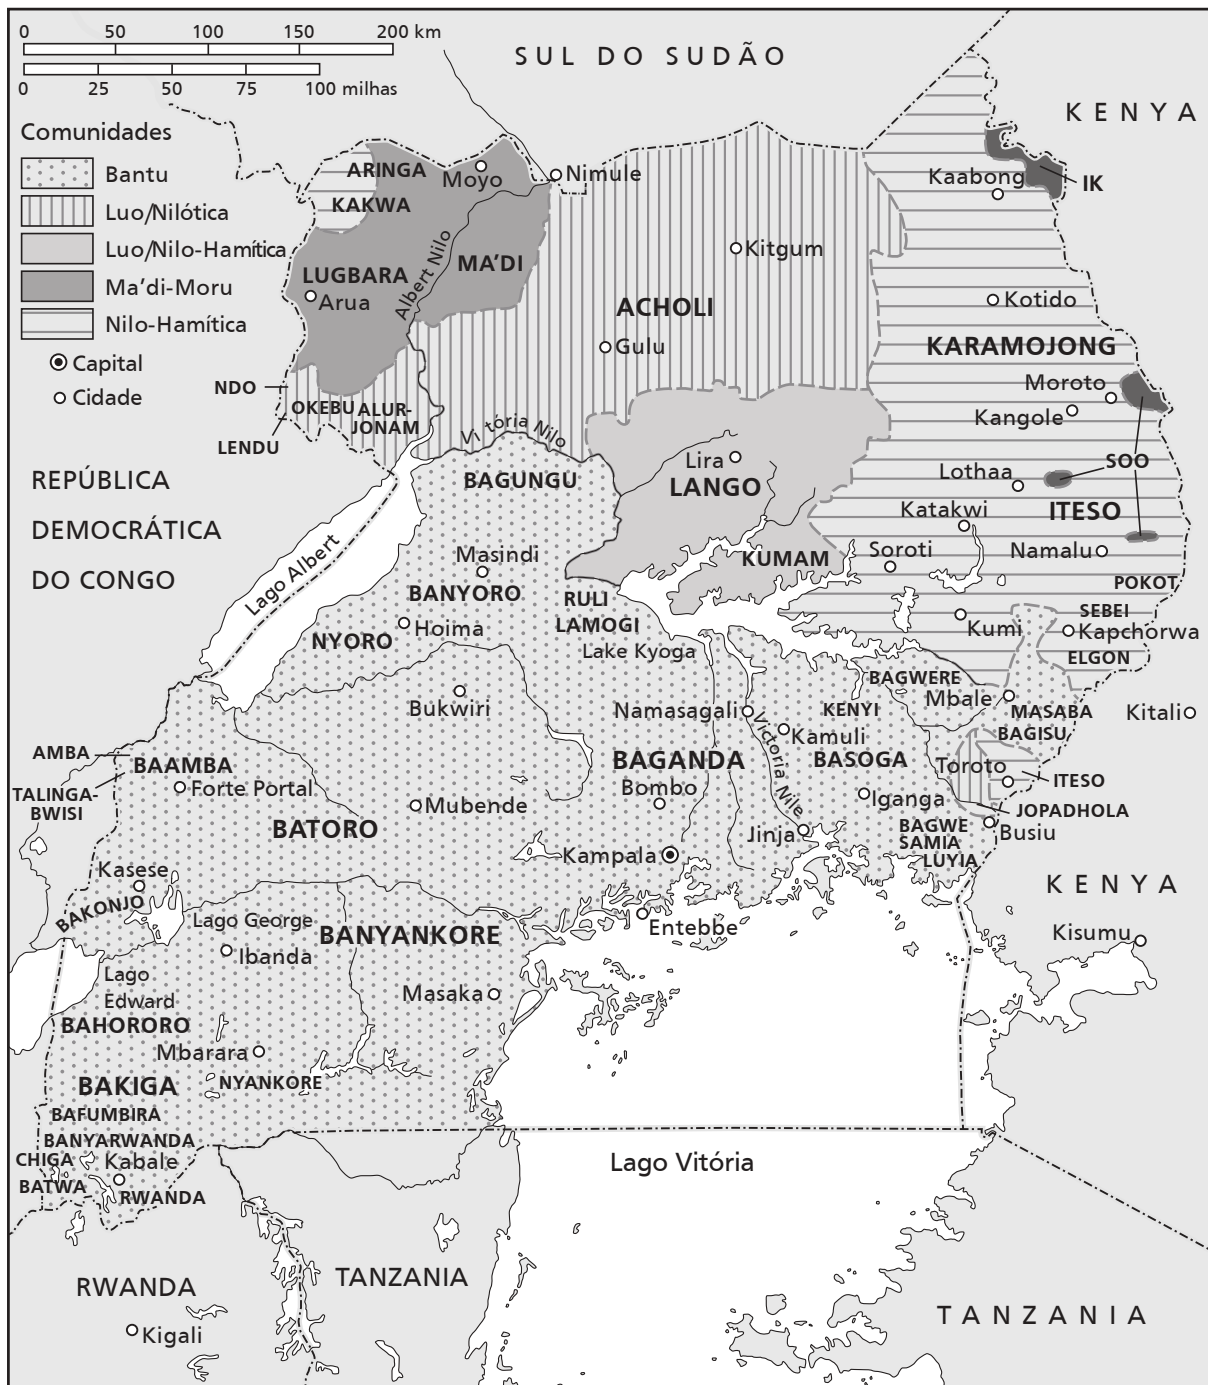 0 50 100 150 200 km
0 25 50 75 100 milhas
SUL DO SUDÃO
KENYA
Comunidades
Bantu
Luo/Nilótica
Luo/Nilo-Hamítica
Ma’di-Moru
Nilo-Hamítica
Capital
Cidade
ARINGA
Moyo
Nimule
KAKWA
Kaabong
IK
LUGBARA
Arua
Albert Nilo
MA’DI
Kitgum
ACHOLI
Gulu
Kotido
KARAMOJONG
Moroto
Kangole
NDO
OKEBU
ALUR-
JONAM
LENDU
Vitória Nilo
Lira
LANGO
Lothaa
SOO
BAGUNGU
Katakwi
ITESO
REPÚBLICA
DEMOCRÁTICA
DO CONGO
Lago Albert
Masindi
BANYORO
KUMAM
Soroti
Namalu
POKOT
RULI
LAMOGI
NYORO
Hoima
Lake Kyoga
Kumi
SEBEI
Kapchorwa
ELGON
Bukwiri
Namasagali
BAGWERE
Mbale
KENYI
MASABA
BAGISU
Kitali
Victoria Nile
Kamuli
AMBA
BAAMBA
Forte Portal
TALINGA-
BWISI
BAGANDA
Bombo
BASOGA
Toroto
ITESO
Mubende
Iganga
JOPADHOLA
BATORO
Jinja
BAGWE
SAMIA
LUYIA
Busiu
Kampala
Kasese
KENYA
BAKONJO
Lago George
BANYANKORE
Entebbe
Kisumu
Ibanda
Lago
Edward
Masaka
BAHORORO
Mbarara
BAKIGA
NYANKORE
BAFUMBIRA
BANYARWANDA
CHIGA
Kabale
BATWA
RWANDA
Lago Vitória
RWANDA
TANZANIA
TANZANIA
Kigali